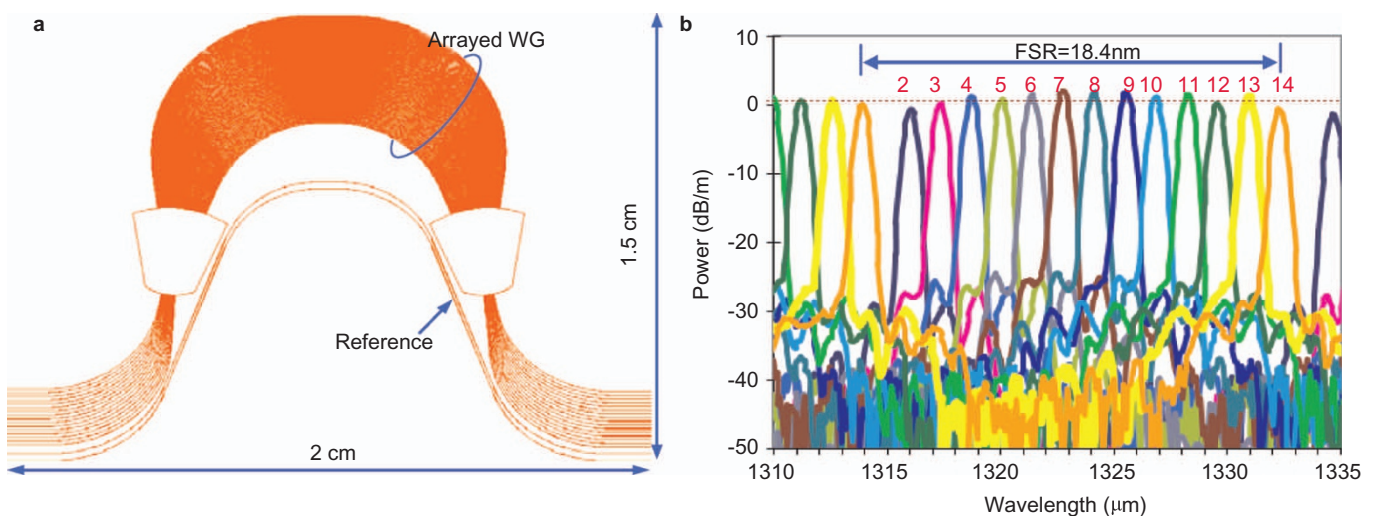 a
Arrayed WG
Reference
1.5 cm
2 cm
b
FSR=18.4nm
2 3 4 5 6 7 8 9 10 11 12 13 14
10
0
-10
-20
-30
-40
-50
Power (dB/m)
1310 1315 1320 1325 1330 1335
Wavelength (μm)